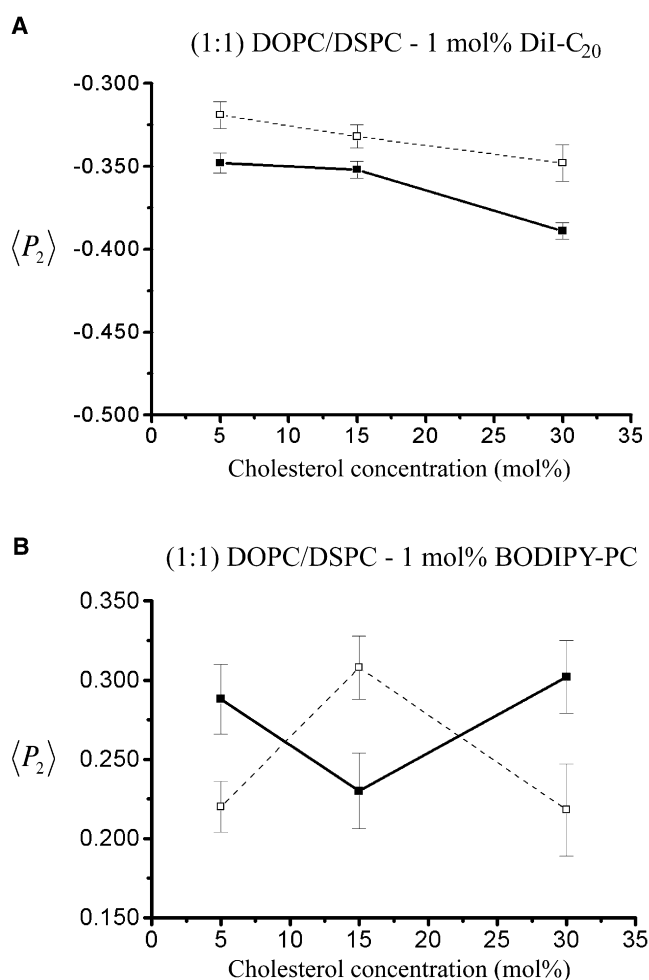 A
(1:1) DOPC/DSPC - 1 mol% DiI-C20
-0.300
-0.350
⟨P2⟩
-0.400
-0.450
-0.500
0 5 10 15 20 25 30 35
Cholesterol concentration (mol%)
B
(1:1) DOPC/DSPC - 1 mol% BODIPY-PC
0.350
0.300
⟨P2⟩
0.250
0.200
0.150
0 5 10 15 20 25 30 35
Cholesterol concentration (mol%)